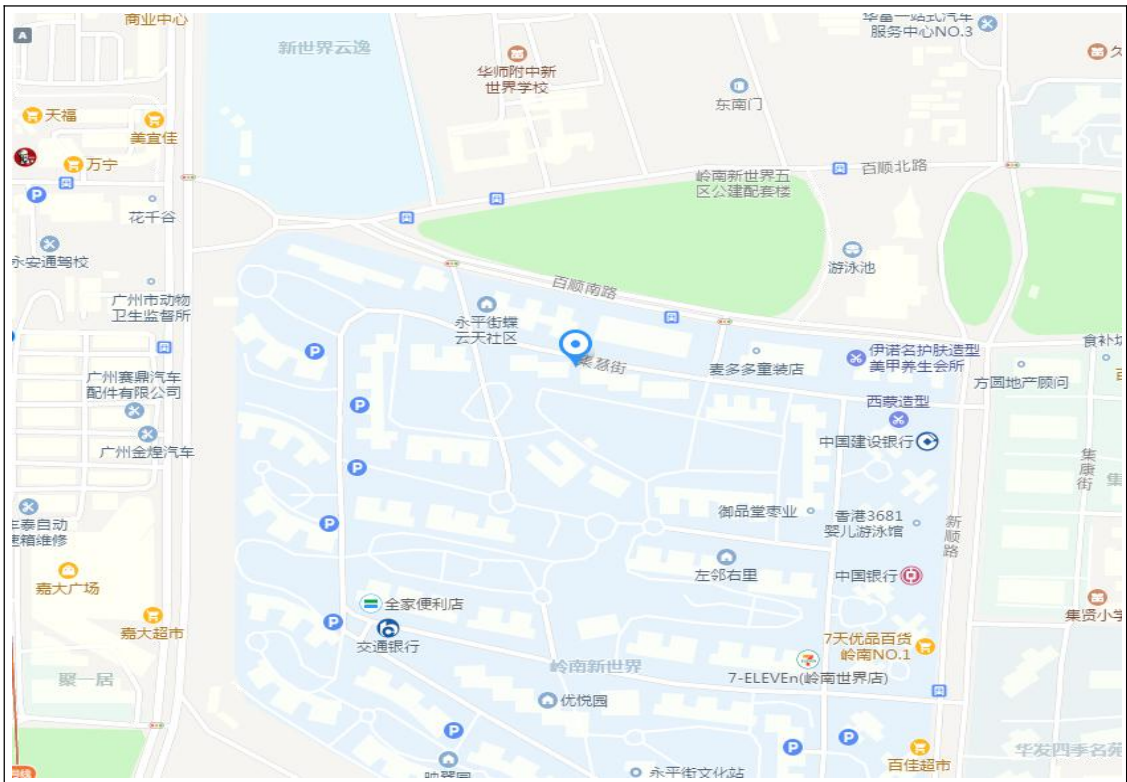 商业中心
A
新世界云逸
华师附中新
世界学校
华富一站式汽车
服务中心NO.3
东南门
天福
美宜佳
万宁
P
花千谷
岭南新世界五
区公建配套楼
百顺北路
永安通驾校
游泳池
广州市动物
卫生监督所
百顺南路
永平街蝶
云天社区
集慧街
麦多多童装店
伊诺名护肤造型
美甲养生会所
方圆地产顾问
P
广州赛鼎汽车
配件有限公司
P
西蒙造型
中国建设银行
广州金煌汽车
P
集康街
御品堂枣业
香港3681
婴儿游泳馆
新顺路
P
左邻右里
中国银行
嘉大广场
全家便利店
集贤小学
嘉大超市
P
交通银行
7天优品百货
岭南NO.1
岭南新世界
7-ELEVEn(岭南世界店)
聚一居
优悦园
P
P
P
华发四季名苑
百佳超市
永平街文化站